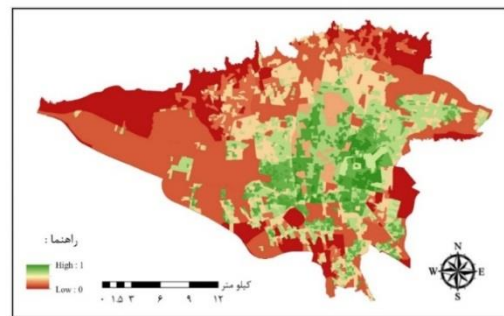 راهنما :
High : 1
Low : 0
کیلو متر
۰ ۱.۵ ۳ ۶ ۹ ۱۲
N
W E
S